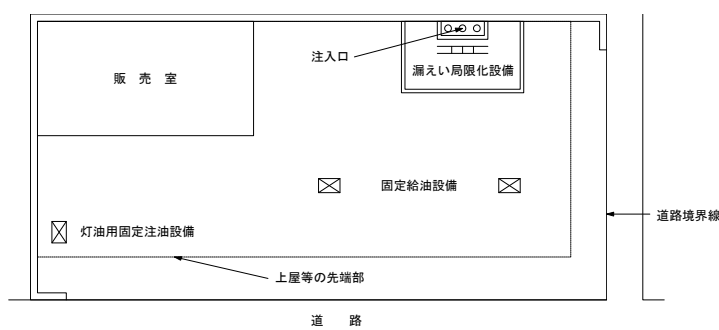 注入口
漏えい局限化設備
販 売 室
固定給油設備
道路境界線
灯油用固定注油設備
上屋等の先端部
道 路